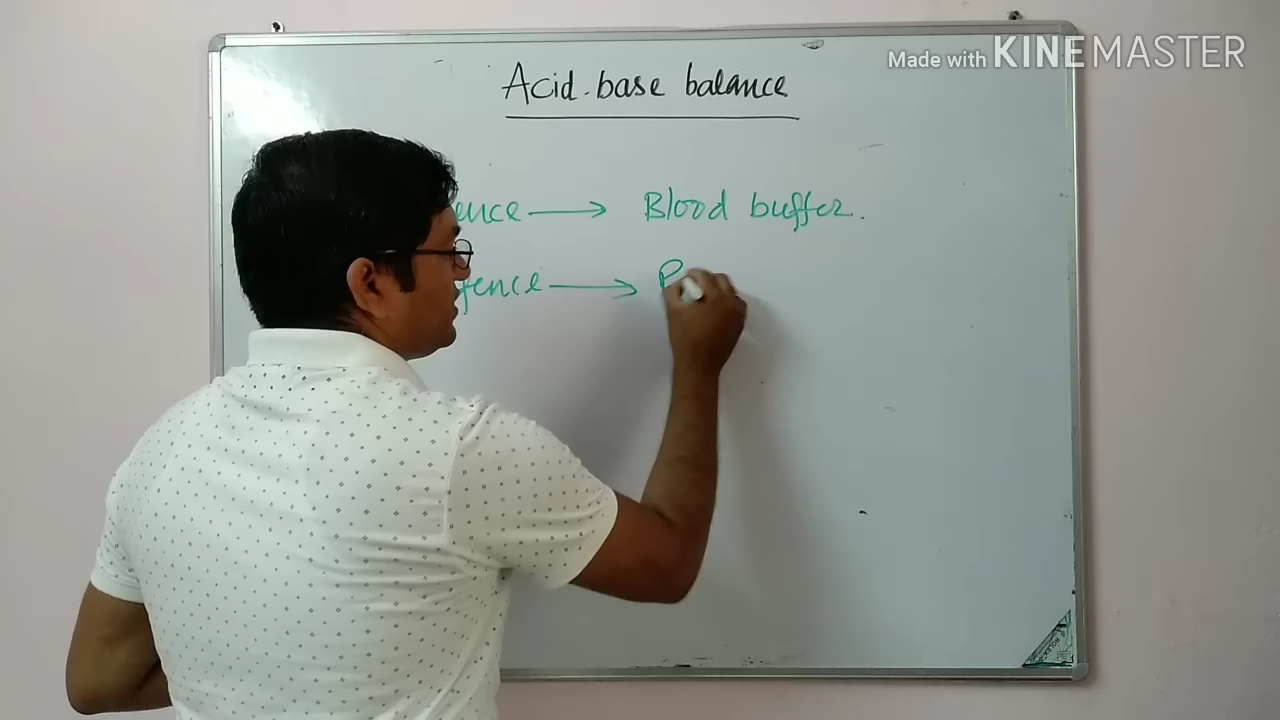 Made with KINEMASTER
Acid-base balance
ence → Blood buffer.
fence →